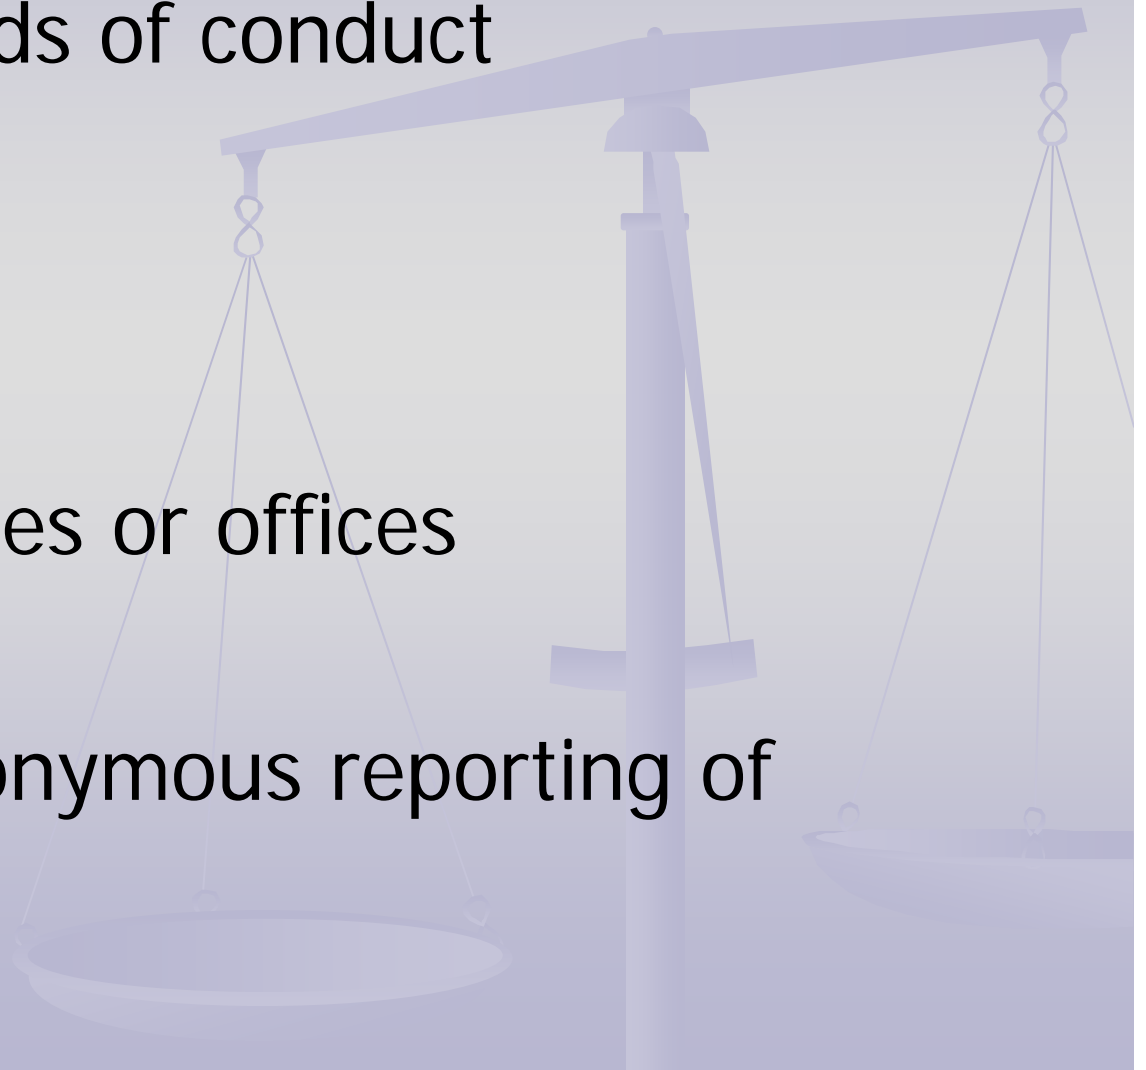 ds of conduct
es or offices
onymous reporting of